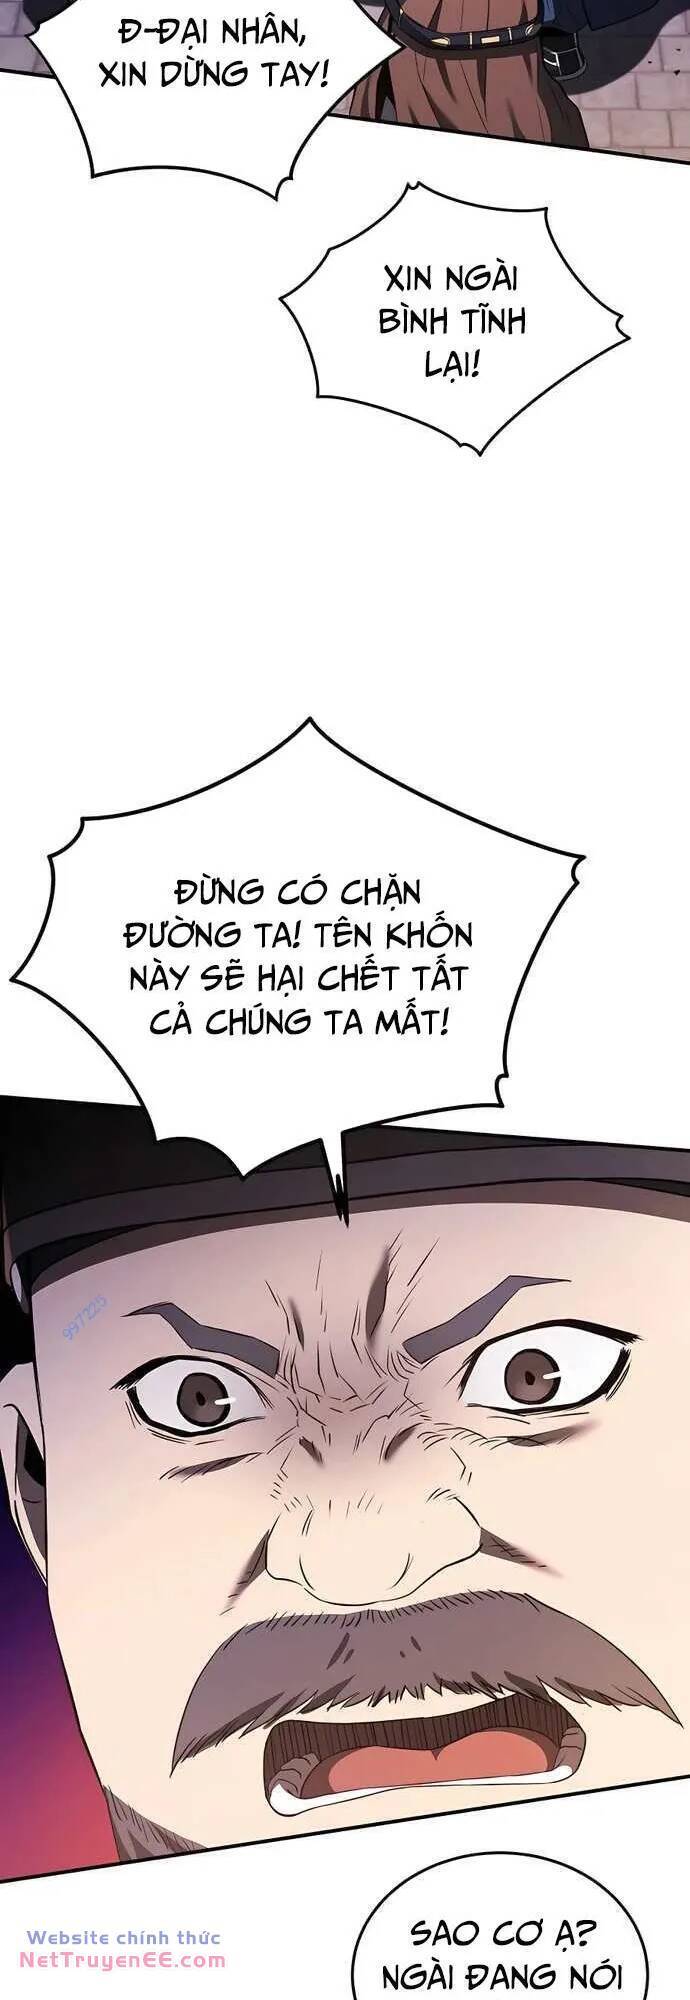 Đ-ĐẠI NHÂN,
XIN DỪNG TAY!
XIN NGÀI
BÌNH TĨNH
LẠI!
ĐỪNG CÓ CHẶN
ĐƯỜNG TA! TÊN KHỐN
NÀY SẼ HẠI CHẾT TẤT
CẢ CHÚNG TA MẤT!
997225
SAO CƠ Ạ?
NGÀI ĐANG NÓI
Website chính thức
NetTruyenEE.com